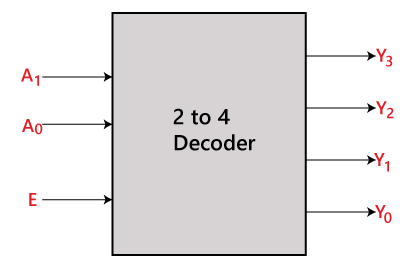 A₁
A₀
E
2 to 4
Decoder
Y₃
Y₂
Y₁
Y₀